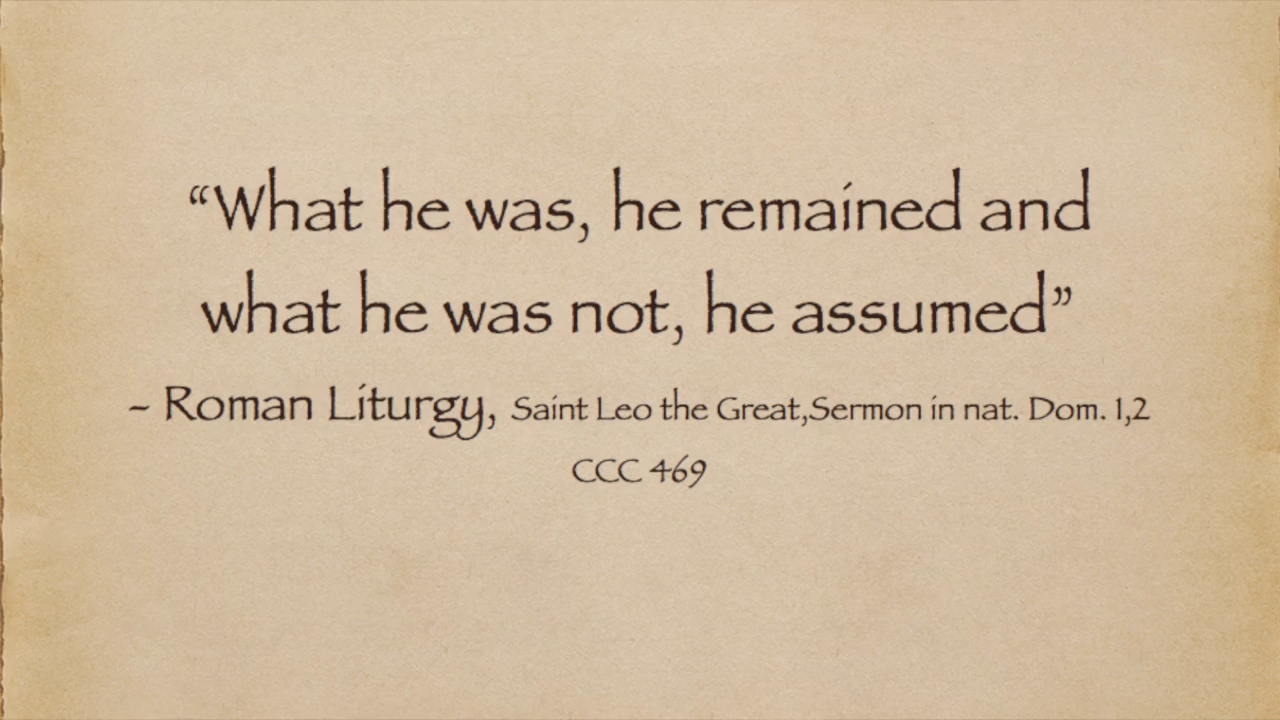 “What he was, he remained and
what he was not, he assumed”
- Roman Liturgy, Saint Leo the Great,Sermon in nat. Dom. 1,2
CCC 469